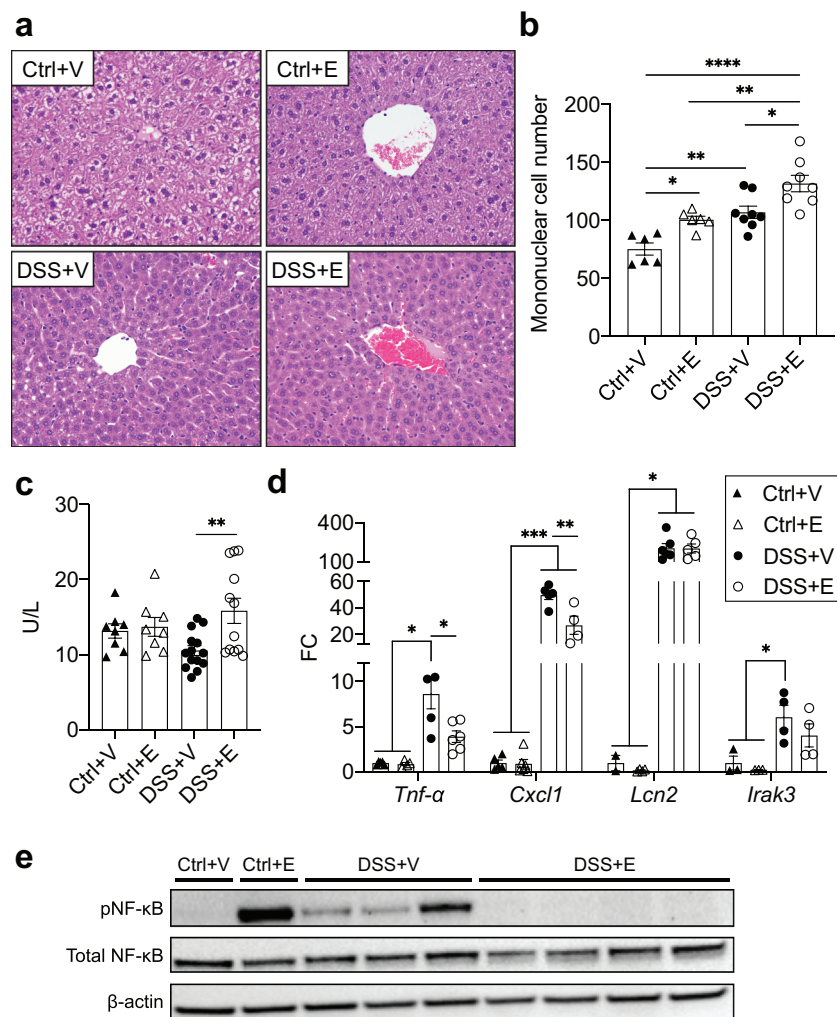 a
Ctrl+V
Ctrl+E
DSS+V
DSS+E
b
Mononuclear cell number
200
150
100
50
0
****
**
*
**
*
Ctrl+V
Ctrl+E
DSS+V
DSS+E
c
U/L
30
20
10
0
**
Ctrl+V
Ctrl+E
DSS+V
DSS+E
d
FC
400
100
60
40
20
10
5
0
*
*
***
**
*
*
Tnf-α
Cxcl1
Lcn2
Irak3
Ctrl+V
Ctrl+E
DSS+V
DSS+E
e
Ctrl+V Ctrl+E DSS+V DSS+E
pNF-κB
Total NF-κB
β-actin